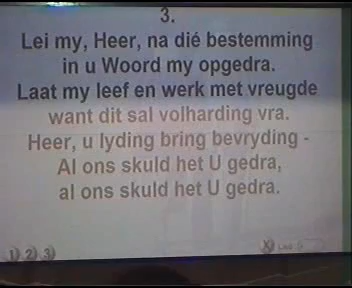 3.
Lei my, Heer, na dié bestemming
in u Woord my opgedra.
Laat my leef en werk met vreugde
want dit sal volharding vra.
Heer, u lyding bring bevryding -
Al ons skuld het U gedra,
al ons skuld het U gedra.
1 2 3
X Lied